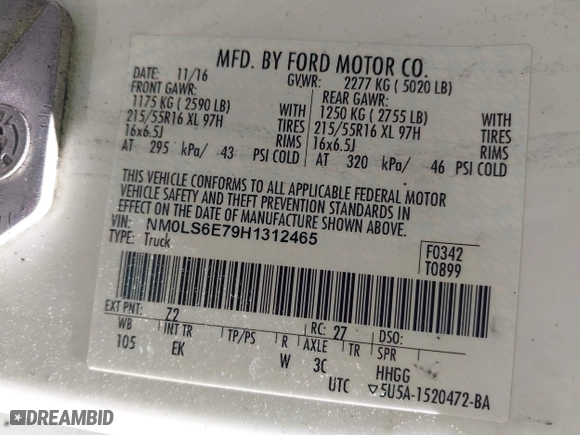 MFD. BY FORD MOTOR CO.
DATE: 11/16 GVWR: 2277 KG ( 5020 LB)
FRONT GAWR: REAR GAWR:
1175 KG ( 2590 LB) WITH 1250 KG ( 2755 LB) WITH
215/55R16 XL 97H TIRES 215/55R16 XL 97H TIRES
16x6.5J RIMS 16x6.5J RIMS
AT 295 kPa/ 43 PSI COLD AT 320 kPa/ 46 PSI COLD
THIS VEHICLE CONFORMS TO ALL APPLICABLE FEDERAL MOTOR
VEHICLE SAFETY AND THEFT PREVENTION STANDARDS IN
EFFECT ON THE DATE OF MANUFACTURE SHOWN ABOVE.
VIN: NM0LS6E79H1312465
TYPE: Truck
F0342
T0899
EXT PNT: Z2 RC: 27 DSO:
WB INT TR TP/PS R AXLE TR SPR
105 EK W 3C HHGG
UTC ▽5U5A-1520472-BA
DREAMBID